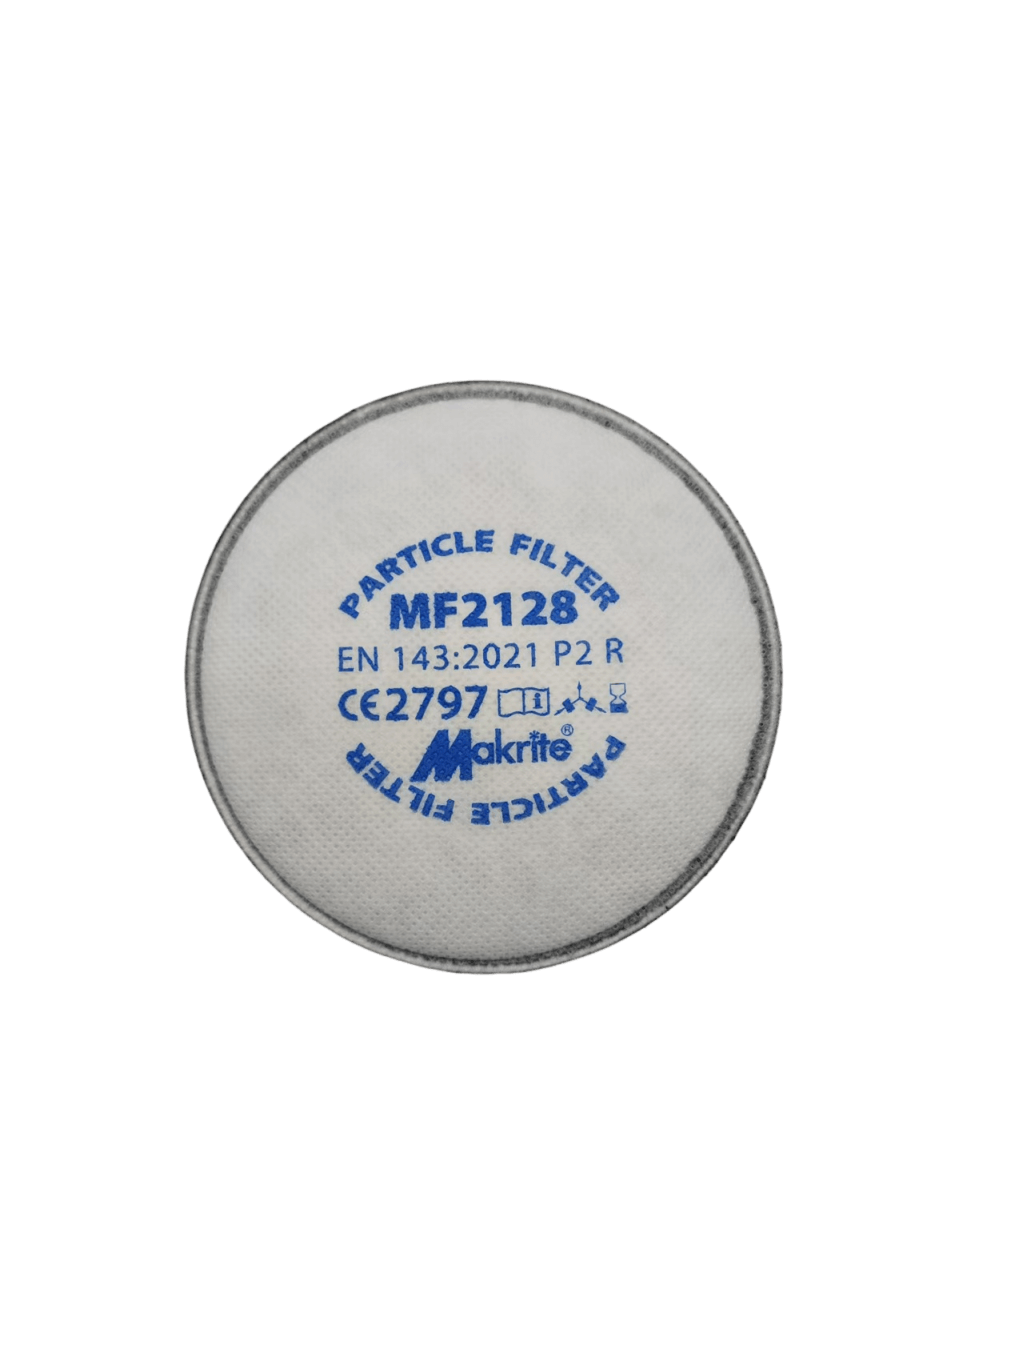 PARTICLE FILTER
MF2128
EN 143:2021 P2 R
CE2797 i
Makrite®
PARTICLE FILTER